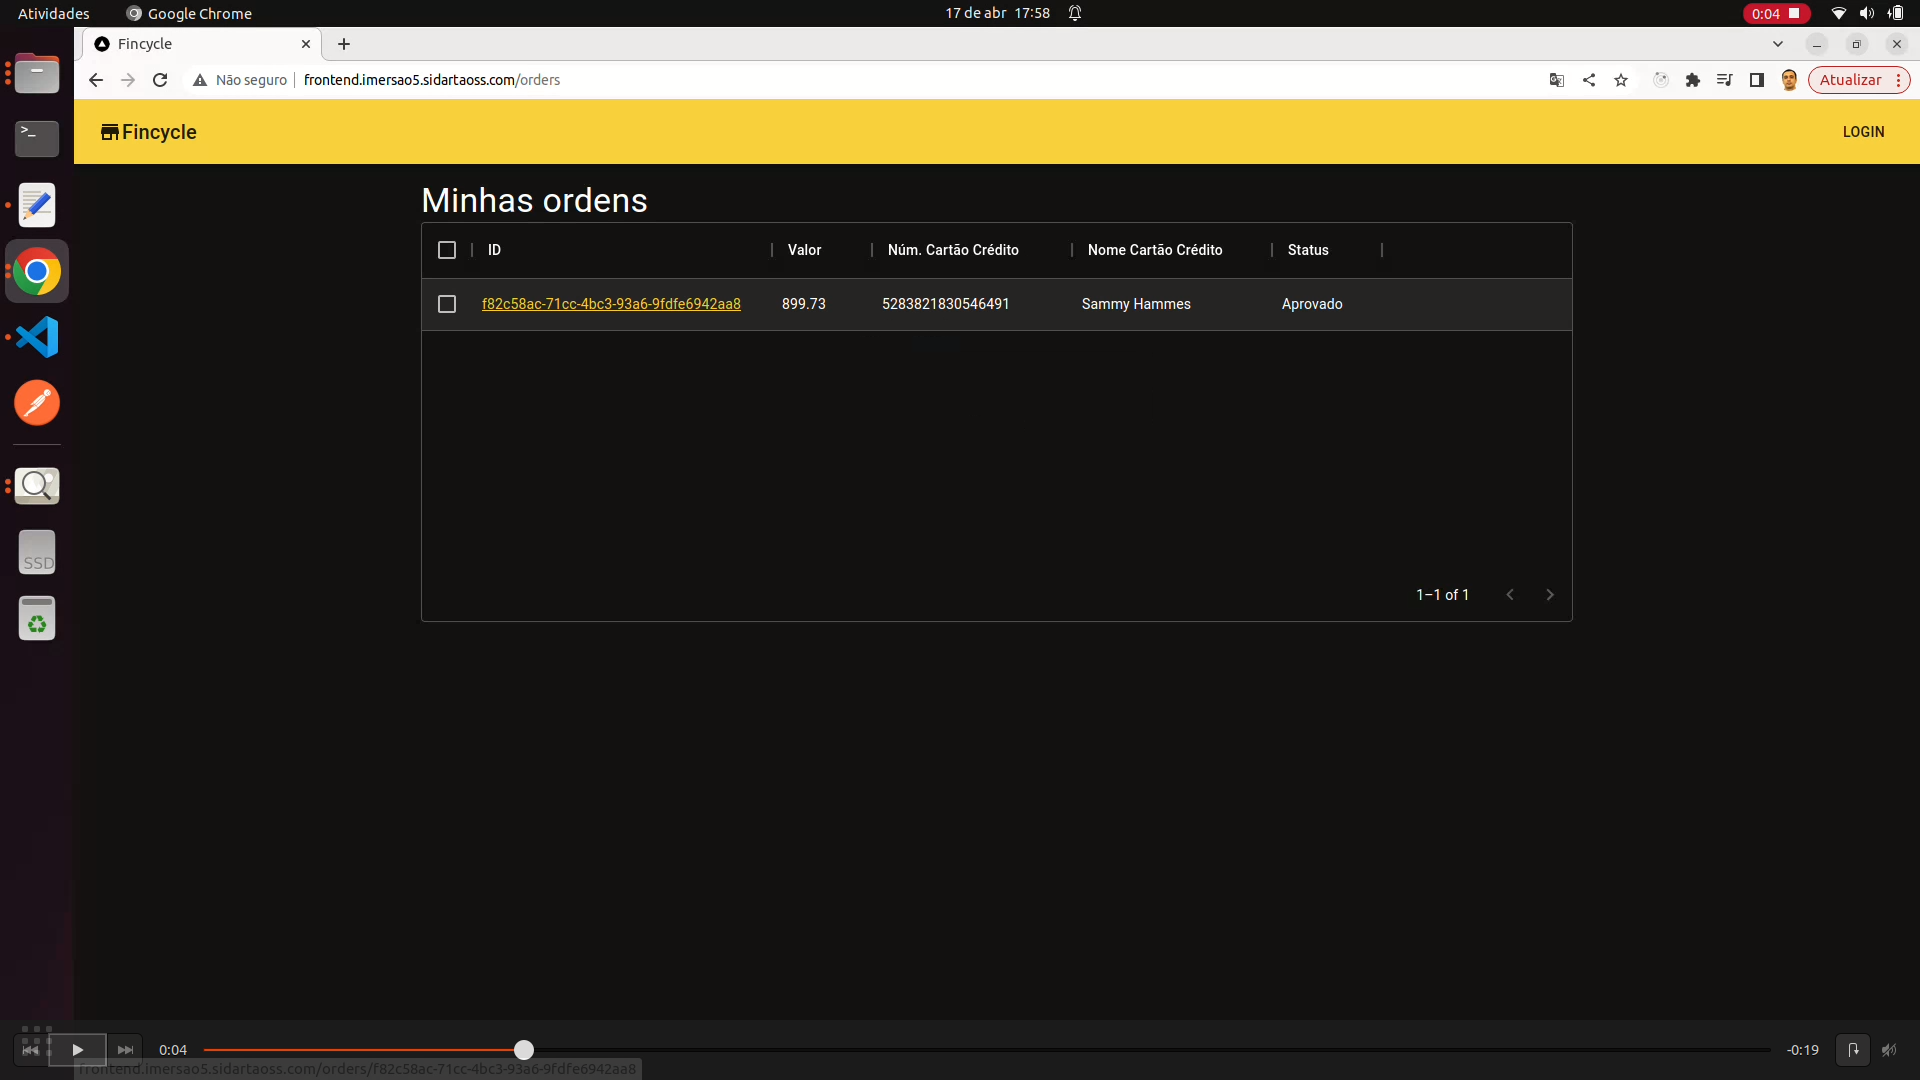 Atividades Google Chrome 17 de abr 17:58 0:04
Fincycle
Não seguro frontend.imersao5.sidartaoss.com/orders Atualizar
Fincycle LOGIN
Minhas ordens
ID Valor Núm. Cartão Crédito Nome Cartão Crédito Status
f82c58ac-71cc-4bc3-93a6-9fdfe6942aa8 899.73 5283821830546491 Sammy Hammes Aprovado
SSD
1–1 of 1
0:04 -0:19
frontend.imersao5.sidartaoss.com/orders/f82c58ac-71cc-4bc3-93a6-9fdfe6942aa8